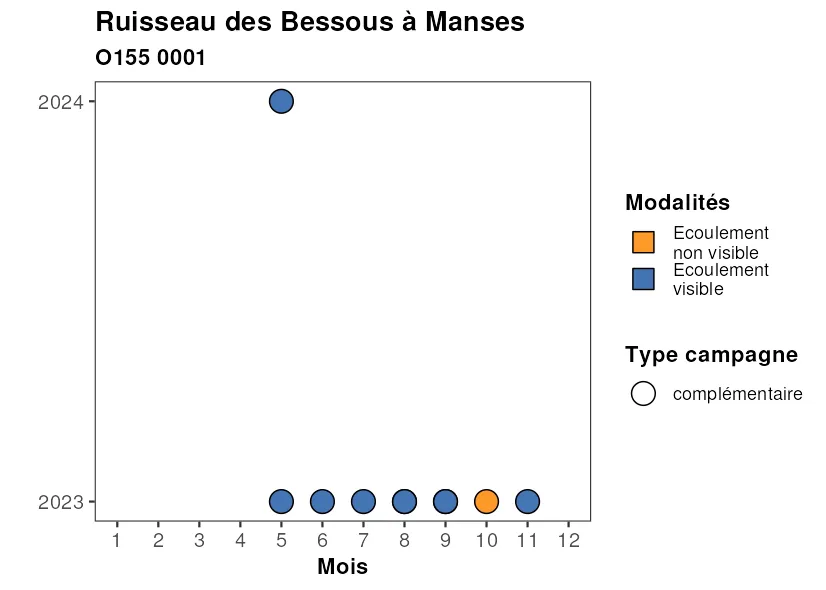 Ruisseau des Bessous à Manses
O155 0001
2024
2023
1 2 3 4 5 6 7 8 9 10 11 12
Mois
Modalités
Ecoulement
non visible
Ecoulement
visible
Type campagne
complémentaire